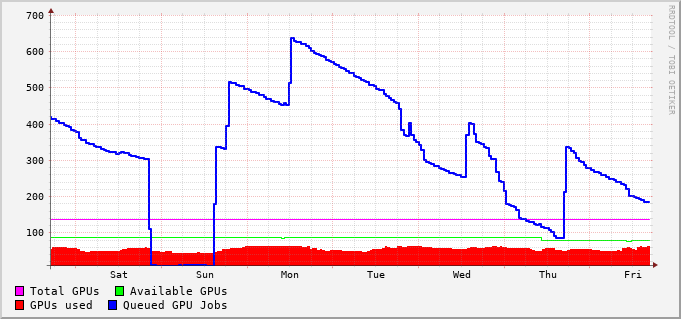 700
600
500
400
300
200
100
Sat Sun Mon Tue Wed Thu Fri
Total GPUs Available GPUs
GPUs used Queued GPU Jobs
RRDTOOL / TOBI OETIKER